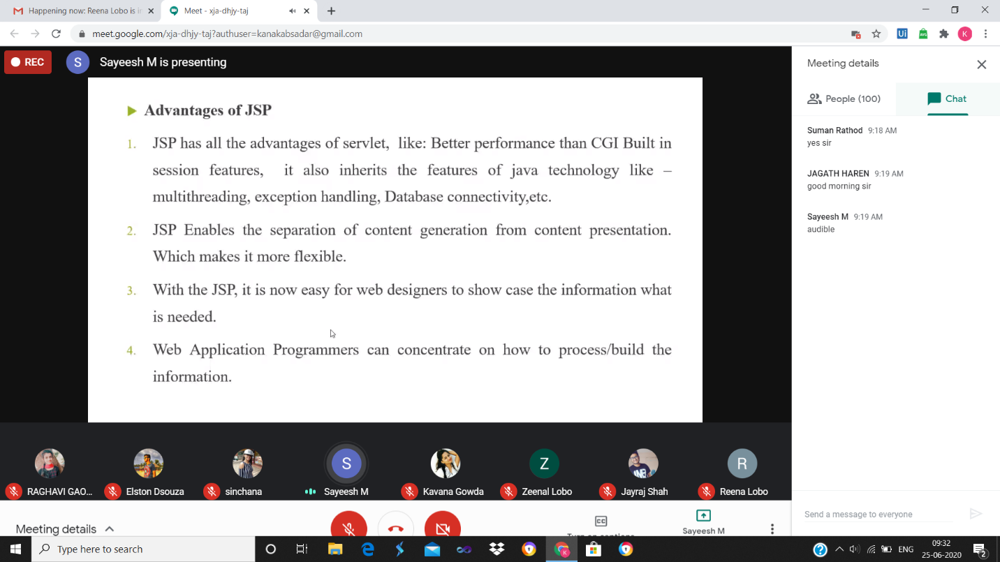 Happening now: Reena Lobo is i
Meet - xja-dhjy-taj
meet.google.com/xja-dhjy-taj?authuser=kanakabsadar@gmail.com
Ui
AVG
K
REC
S
Sayeesh M is presenting
Advantages of JSP
1. JSP has all the advantages of servlet, like: Better performance than CGI Built in
session features, it also inherits the features of java technology like –
multithreading, exception handling, Database connectivity,etc.
2. JSP Enables the separation of content generation from content presentation.
Which makes it more flexible.
3. With the JSP, it is now easy for web designers to show case the information what
is needed.
4. Web Application Programmers can concentrate on how to process/build the
information.
S
Z
R
RAGHAVI GAO...
Elston Dsouza
sinchana
Sayeesh M
Kavana Gowda
Zeenal Lobo
Jayraj Shah
Reena Lobo
Meeting details
CC
Turn on captions
Sayeesh M
Meeting details
People (100)
Chat
Suman Rathod 9:18 AM
yes sir
JAGATH HAREN 9:19 AM
good morning sir
Sayeesh M 9:19 AM
audible
Send a message to everyone
Type here to search
K
ENG
09:32
25-06-2020
2